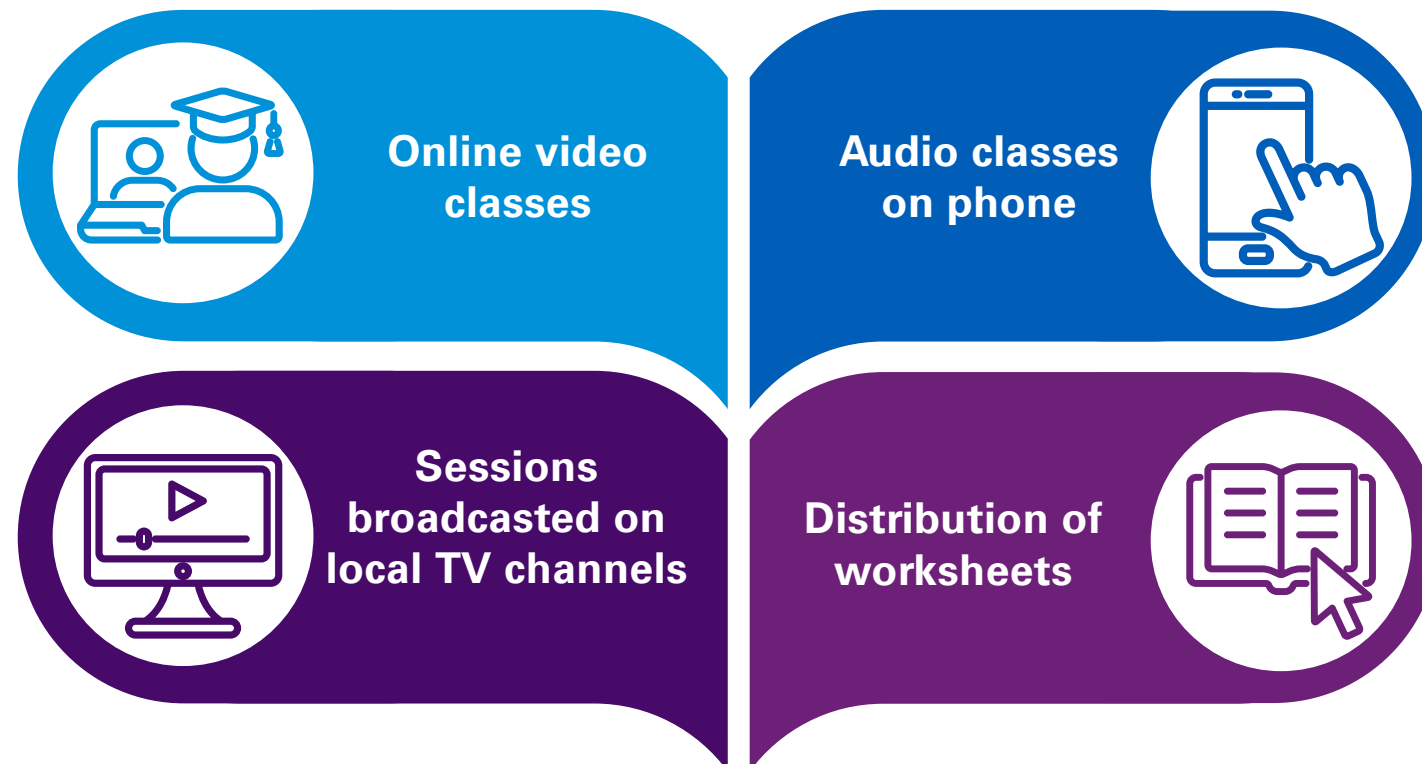 Online video
classes
Audio classes
on phone
Sessions
broadcasted on
local TV channels
Distribution of
worksheets